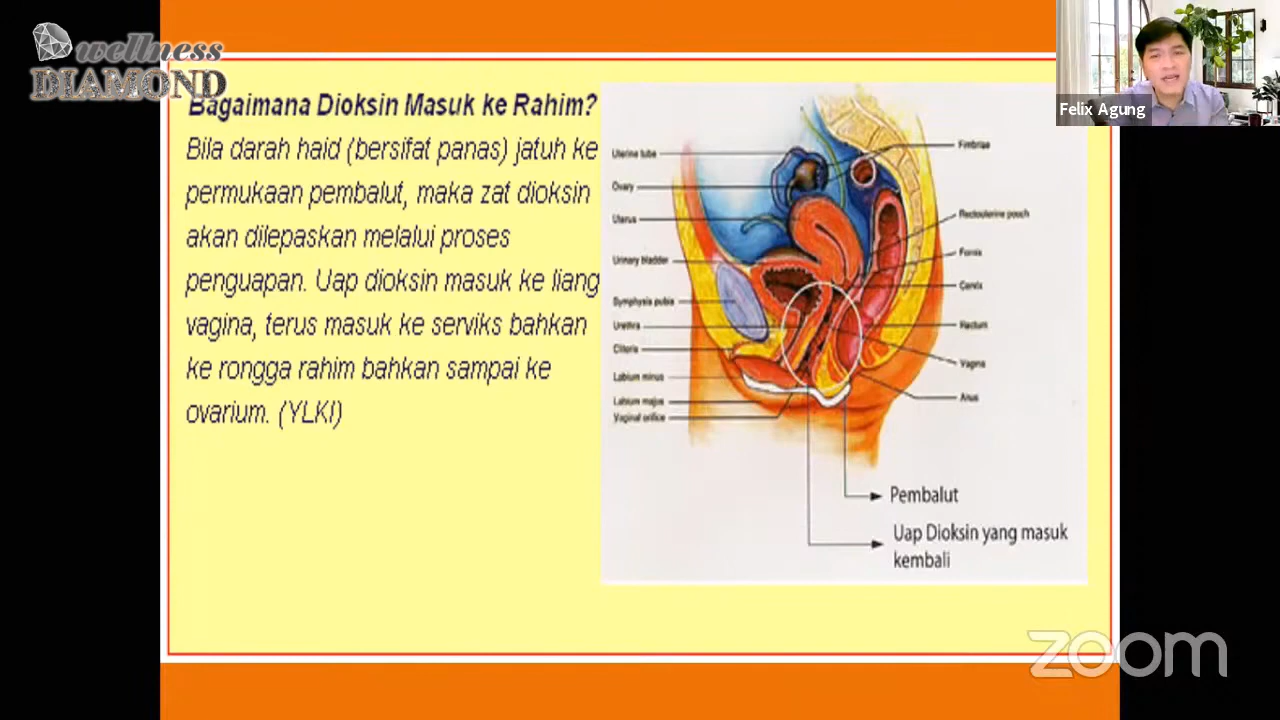 wellness
DIAMOND
Felix Agung
Bagaimana Dioksin Masuk ke Rahim?
Bila darah haid (bersifat panas) jatuh ke
permukaan pembalut, maka zat dioksin
akan dilepaskan melalui proses
penguapan. Uap dioksin masuk ke liang
vagina, terus masuk ke serviks bahkan
ke rongga rahim bahkan sampai ke
ovarium. (YLKI)
Uterine tube
Ovary
Uterus
Urinary bladder
Symphysis pubis
Urethra
Clitoris
Labium minus
Labium majus
Vaginal orifice
Fimbriae
Rectouterine pouch
Fornix
Cervix
Rectum
Vagina
Anus
Pembalut
Uap Dioksin yang masuk
kembali
zoom